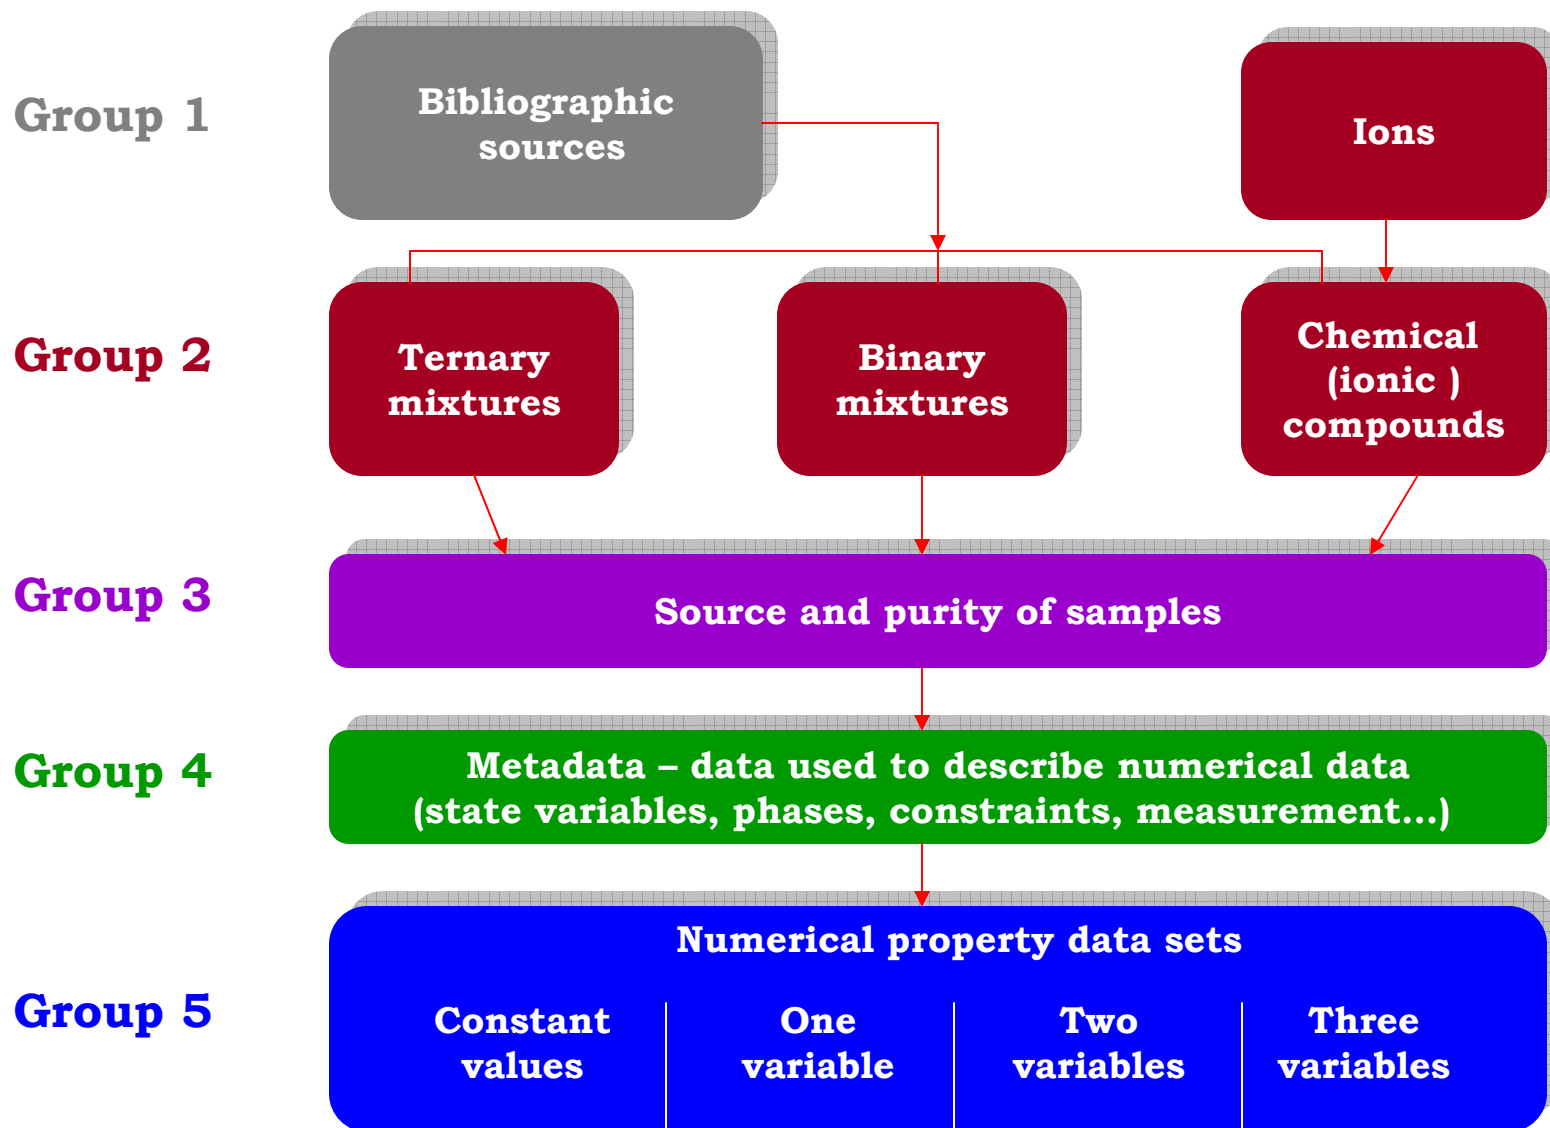 Group 1
Bibliographic
sources
Ions
Group 2
Ternary
mixtures
Binary
mixtures
Chemical
(ionic )
compounds
Group 3
Source and purity of samples
Group 4
Metadata – data used to describe numerical data
(state variables, phases, constraints, measurement…)
Group 5
Numerical property data sets
Constant
values
One
variable
Two
variables
Three
variables